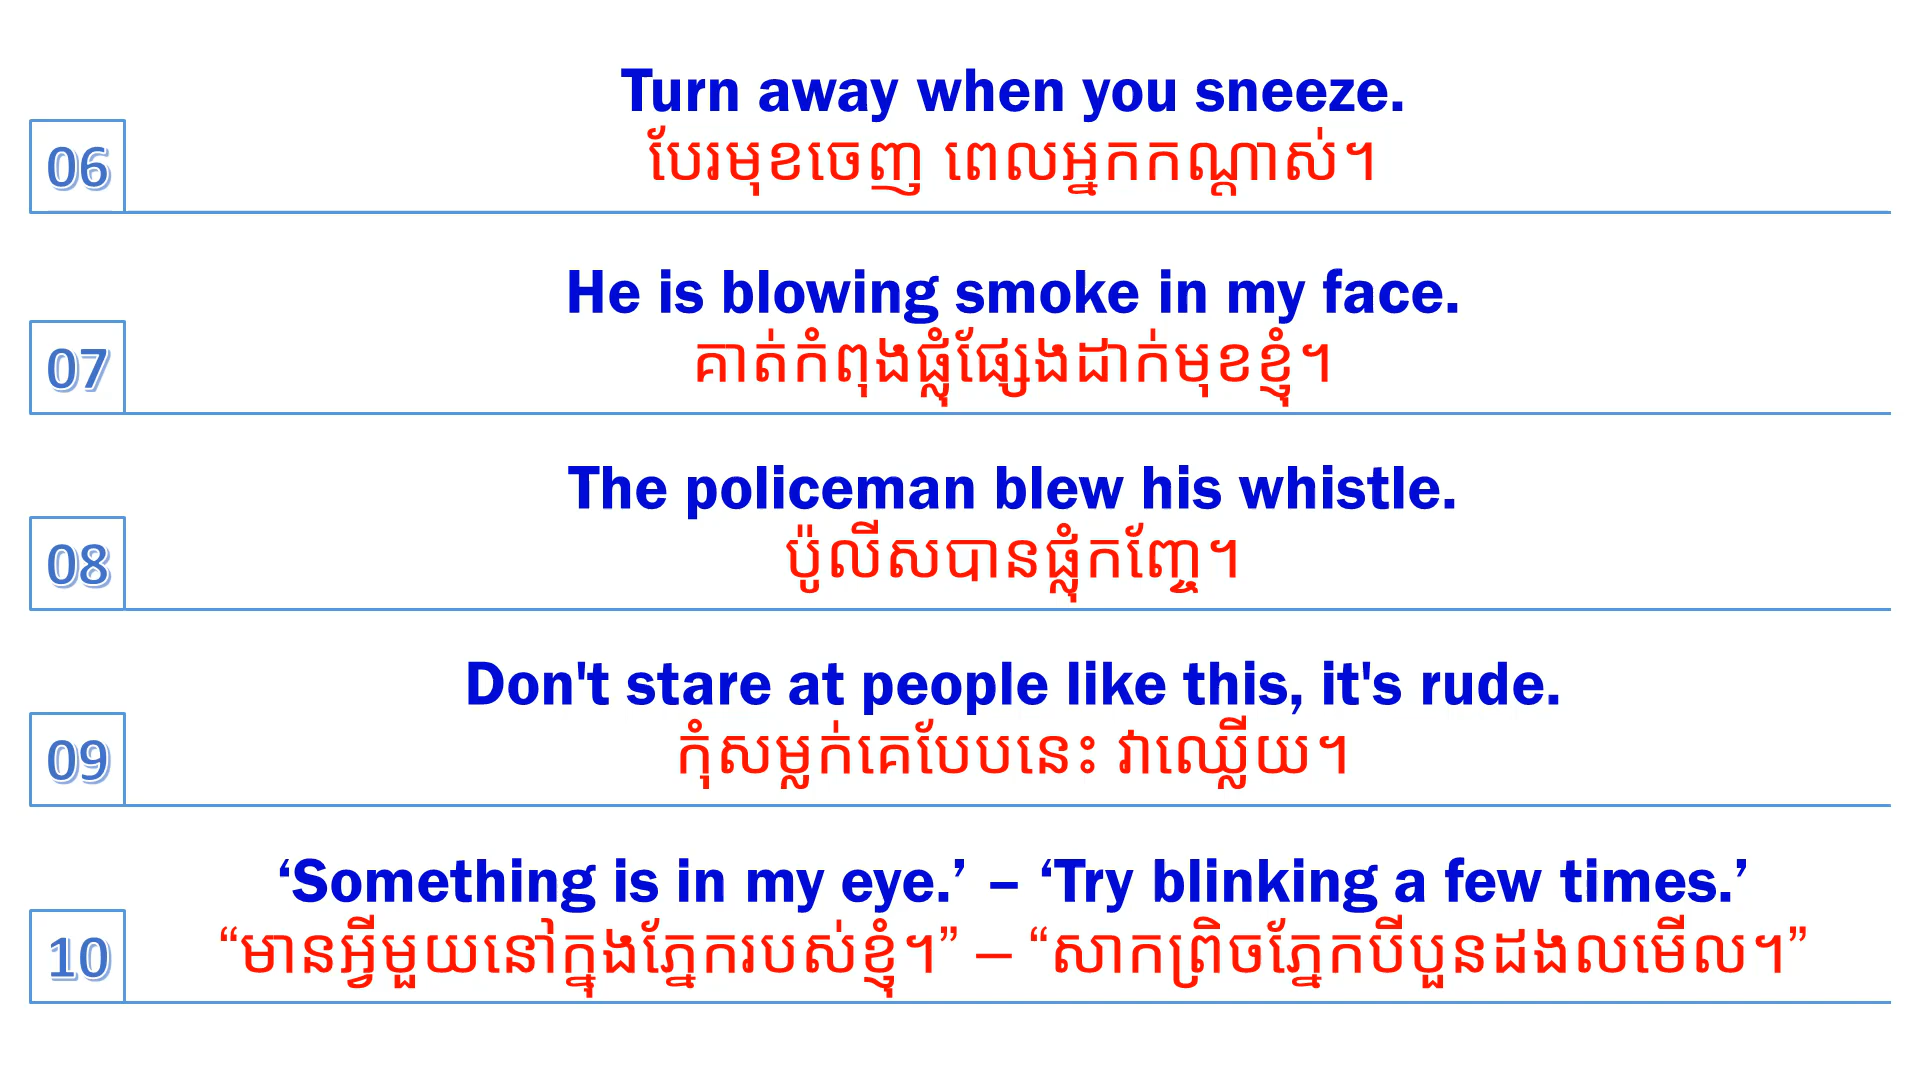 Turn away when you sneeze.
06
បែរមុខចេញ ពេលអ្នកកណ្ដាស់។
He is blowing smoke in my face.
07
គាត់កំពុងផ្លុំផ្សែងដាក់មុខខ្ញុំ។
The policeman blew his whistle.
08
ប៉ូលីសបានផ្លុំកញ្ចែ។
Don't stare at people like this, it's rude.
09
កុំសម្លក់គេបែបនេះ វាឈ្លើយ។
‘Something is in my eye.’ – ‘Try blinking a few times.’
10
“មានអ្វីមួយនៅក្នុងភ្នែករបស់ខ្ញុំ។” – “សាកព្រិចភ្នែកបីបួនដងលមើល។”